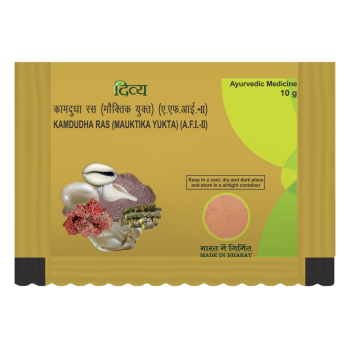 दिव्य
Ayurvedic Medicine
10 g
कामदुधा रस (मौक्तिक युक्त) (ए.एफ.आई.-II)
KAMDUDHA RAS (MAUKTIKA YUKTA) (A.F.I.-II)
Keep in a cool, dry and dark place
and store in a airtight container
भारत में निर्मित
MADE IN BHARAT